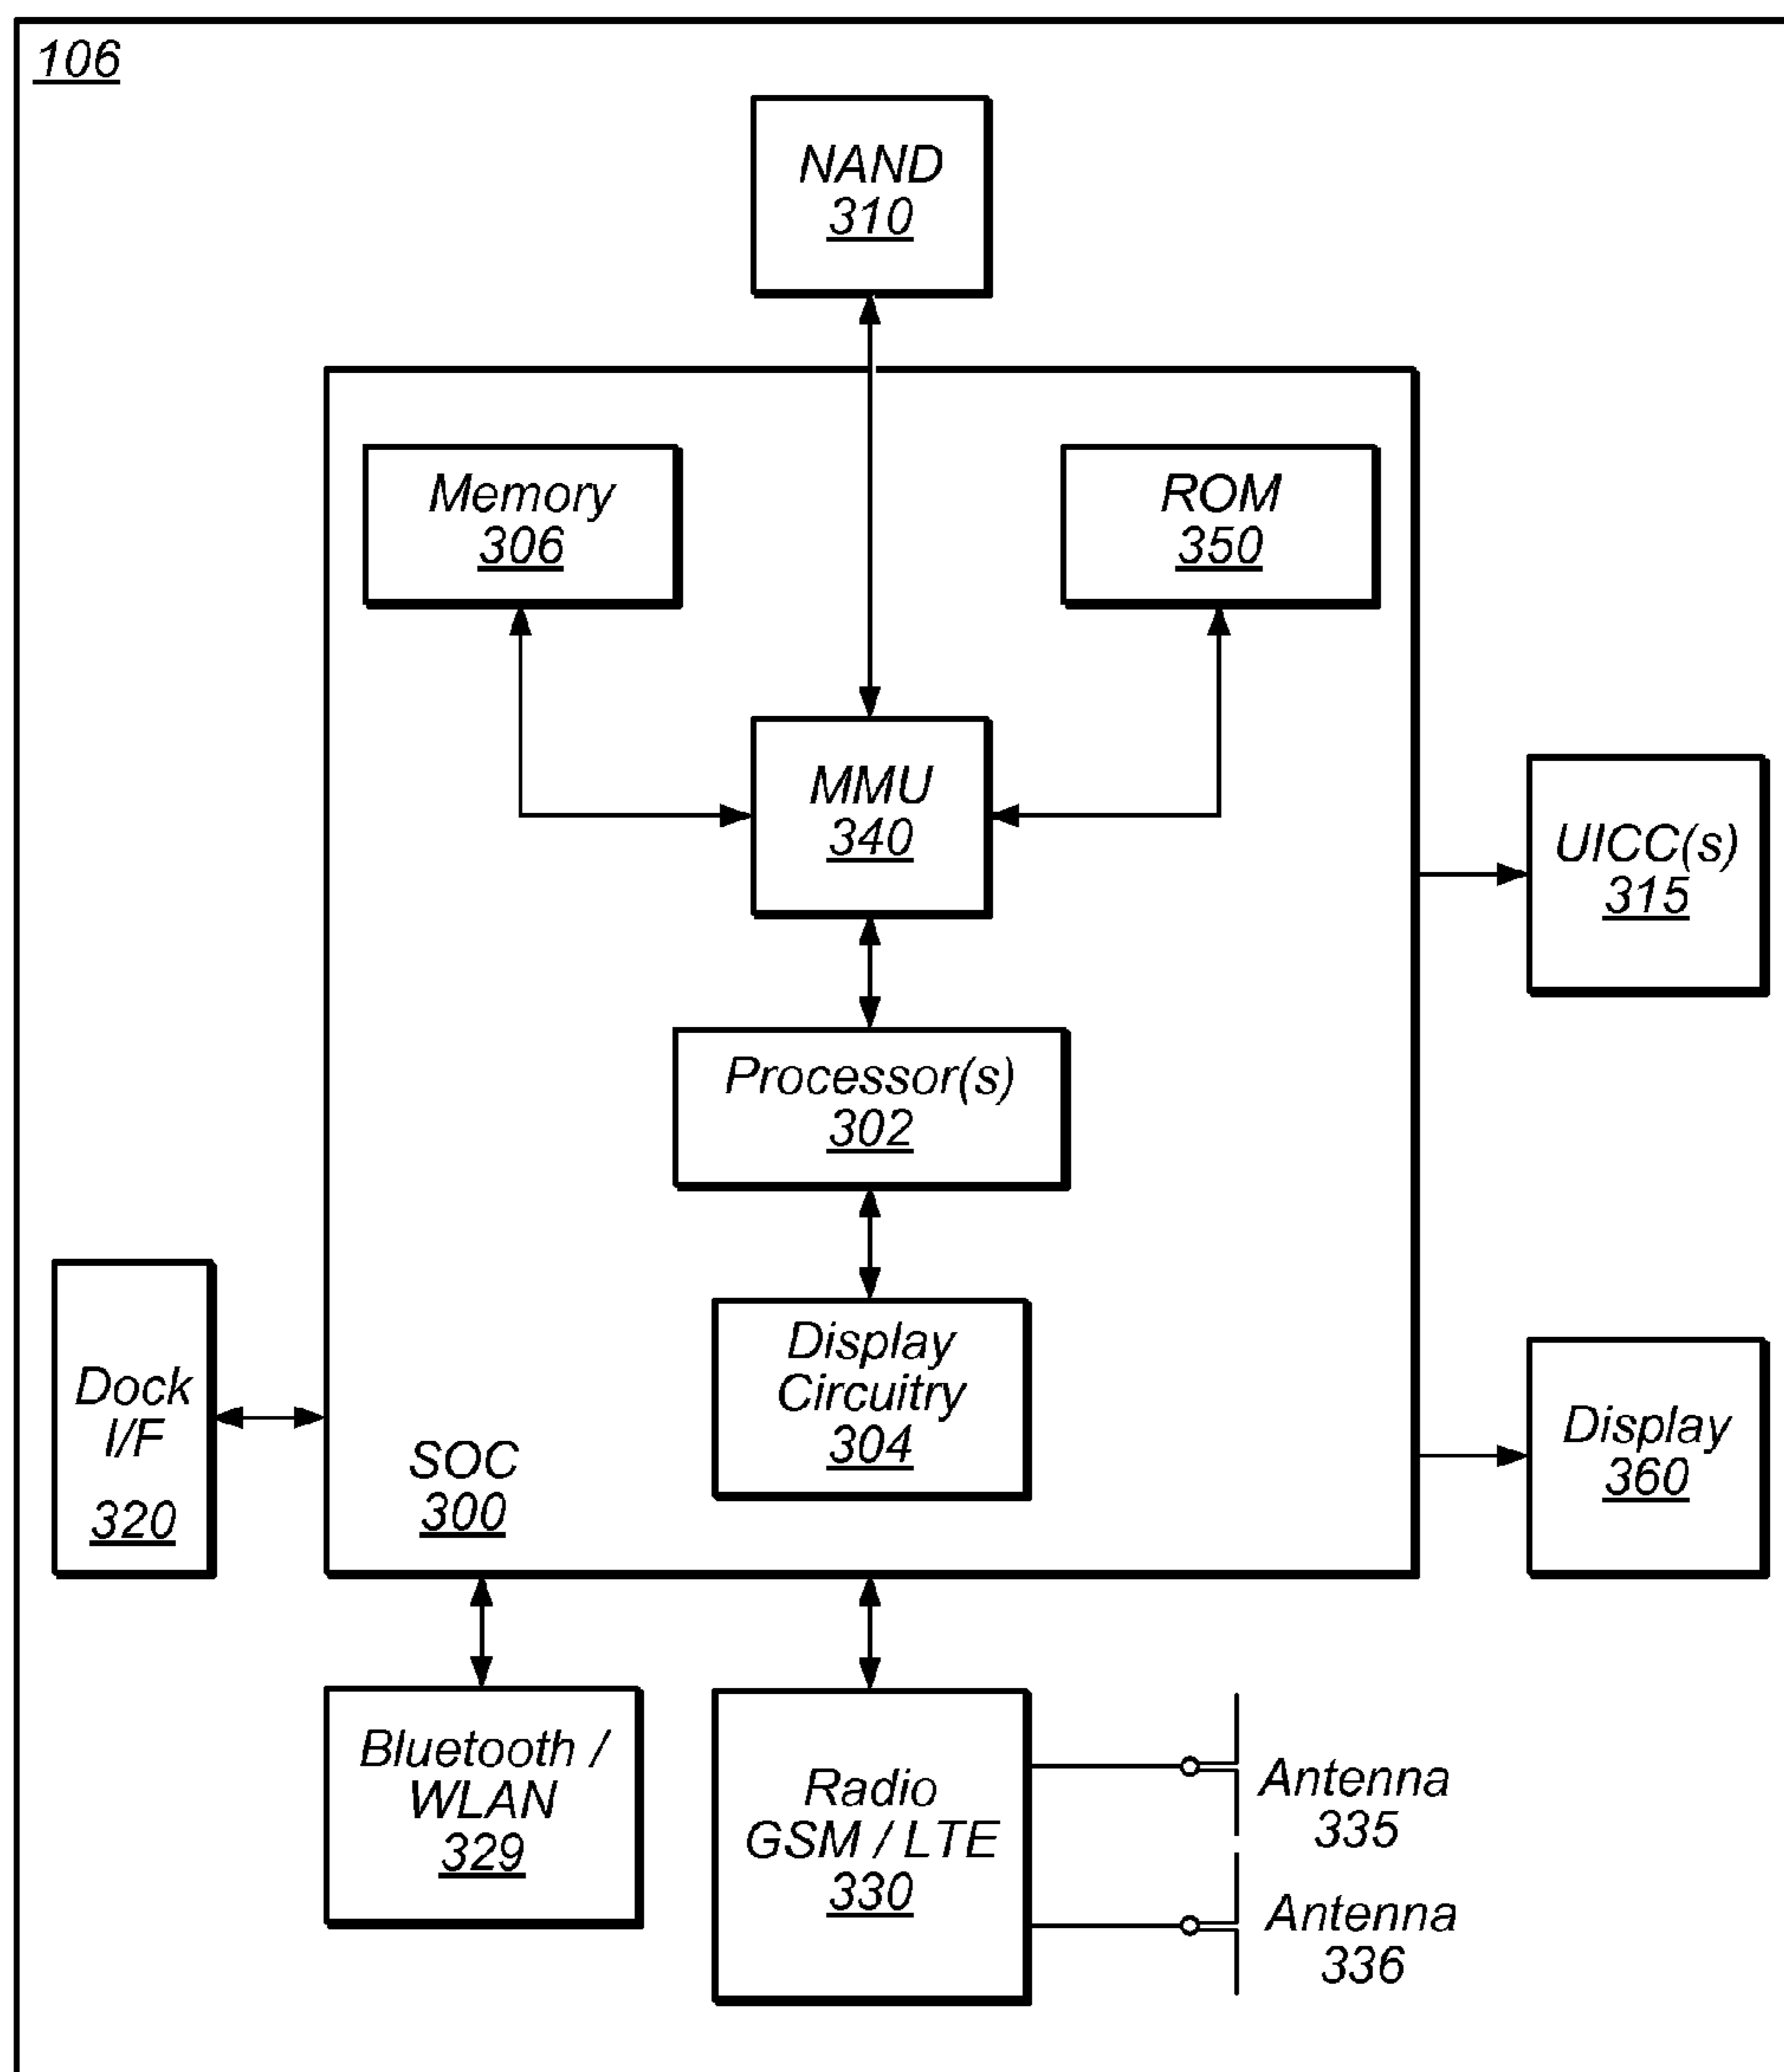 106
NAND
310
Memory
306
ROM
350
MMU
340
UICC(s)
315
Processor(s)
302
Display
Circuitry
304
Dock
I/F
320
SOC
300
Display
360
Bluetooth /
WLAN
329
Radio
GSM / LTE
330
Antenna
335
Antenna
336